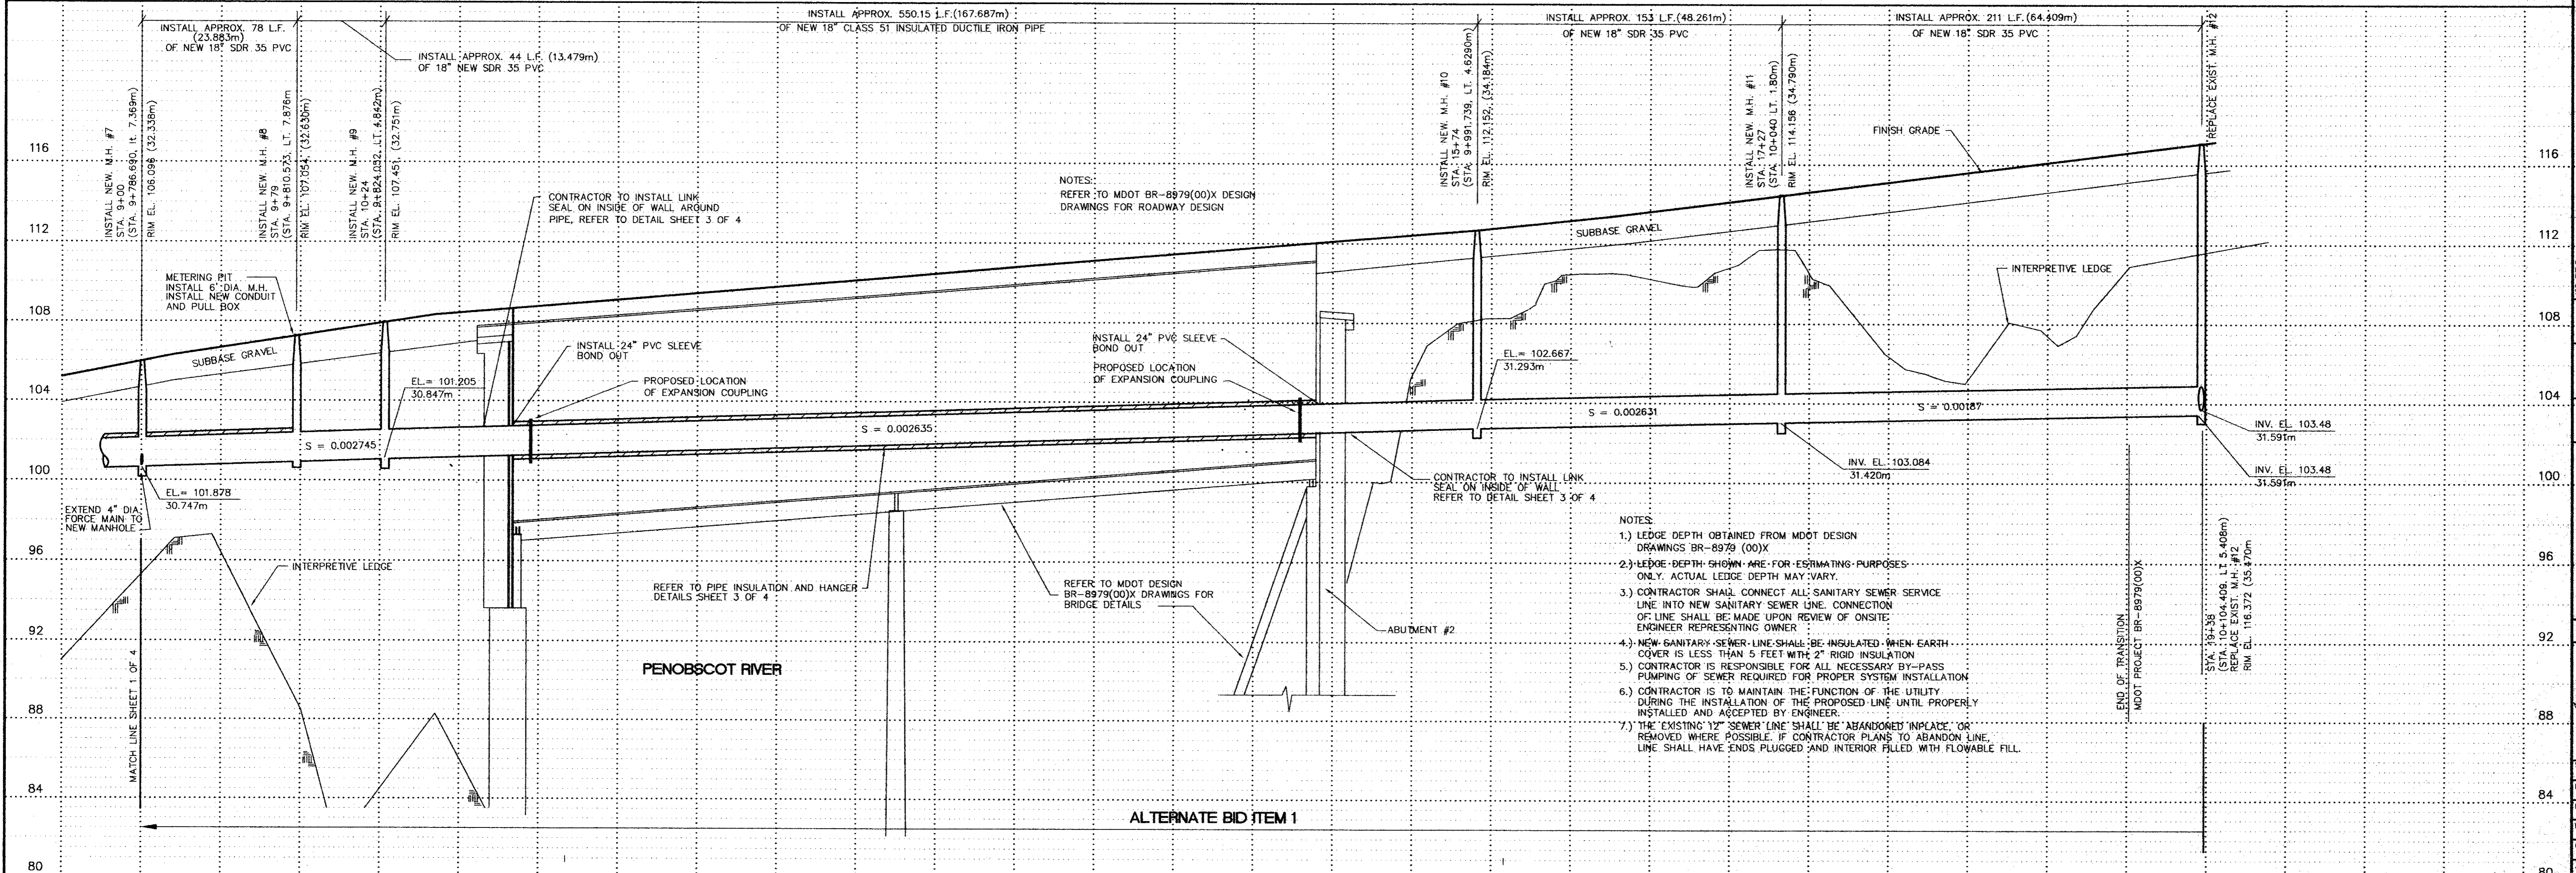 INSTALL APPROX. 78 L.F.
(23.883m)
OF NEW 18" SDR 35 PVC
INSTALL APPROX. 44 L.F. (13.479m)
OF 18" NEW SDR 35 PVC
INSTALL APPROX. 550.15 L.F.(167.687m)
OF NEW 18" CLASS 51 INSULATED DUCTILE IRON PIPE
INSTALL APPROX. 153 L.F.(48.261m)
OF NEW 18" SDR 35 PVC
INSTALL APPROX. 211 L.F.(64.409m)
OF NEW 18" SDR 35 PVC
INSTALL NEW. M.H. #7
STA. 9+00
(STA. 9+786.690, lt. 7.369m)
RIM EL. 106.096 (32.338m)
INSTALL NEW. M.H. #8
STA. 9+79
(STA. 9+810.573, LT. 7.876m
RIM EL. 107.054, (32.630m)
INSTALL NEW. M.H. #9
STA. 10+24
(STA. 9+824.052, LT. 4.842m)
RIM EL. 107.451, (32.751m)
INSTALL NEW. M.H. #10
STA. 15+74
(STA. 9+991.739, LT. 4.6290m)
RIM EL. 112.152, (34.184m)
INSTALL NEW. M.H. #11
STA. 17+27
(STA. 10+040 LT. 1.80m)
RIM EL. 114.156 (34.790m)
REPLACE EXIST. M.H. #12
116
112
108
104
100
96
92
88
84
80
CONTRACTOR TO INSTALL LINK
SEAL ON INSIDE OF WALL AROUND
PIPE, REFER TO DETAIL SHEET 3 OF 4
NOTES:
REFER TO MDOT BR-8979(00)X DESIGN
DRAWINGS FOR ROADWAY DESIGN
FINISH GRADE
METERING PIT
INSTALL 6' DIA. M.H.
INSTALL NEW CONDUIT
AND PULL BOX
SUBBASE GRAVEL
SUBBASE GRAVEL
INTERPRETIVE LEDGE
INSTALL 24" PVC SLEEVE
BOND OUT
INSTALL 24" PVC SLEEVE
BOND OUT
PROPOSED LOCATION
OF EXPANSION COUPLING
PROPOSED LOCATION
OF EXPANSION COUPLING
EL.= 101.205
30.847m
EL.= 102.667
31.293m
S = 0.002745
S = 0.002635
S = 0.002631
S = 0.00187
INV. EL. 103.48
31.591m
INV. EL. 103.48
31.591m
INV. EL. 103.084
31.420m
EL.= 101.878
30.747m
EXTEND 4" DIA.
FORCE MAIN TO
NEW MANHOLE
CONTRACTOR TO INSTALL LINK
SEAL ON INSIDE OF WALL
REFER TO DETAIL SHEET 3 OF 4
INTERPRETIVE LEDGE
REFER TO PIPE INSULATION AND HANGER
DETAILS SHEET 3 OF 4
REFER TO MDOT DESIGN
BR-8979(00)X DRAWINGS FOR
BRIDGE DETAILS
ABUTMENT #2
PENOBSCOT RIVER
MATCH LINE SHEET 1 OF 4
NOTES:
1.) LEDGE DEPTH OBTAINED FROM MDOT DESIGN
DRAWINGS BR-8979 (00)X
2.) LEDGE DEPTH SHOWN ARE FOR ESTIMATING PURPOSES
ONLY. ACTUAL LEDGE DEPTH MAY VARY.
3.) CONTRACTOR SHALL CONNECT ALL SANITARY SEWER SERVICE
LINE INTO NEW SANITARY SEWER LINE. CONNECTION
OF LINE SHALL BE MADE UPON REVIEW OF ONSITE
ENGINEER REPRESENTING OWNER
4.) NEW SANITARY SEWER LINE SHALL BE INSULATED WHEN EARTH
COVER IS LESS THAN 5 FEET WITH 2" RIGID INSULATION
5.) CONTRACTOR IS RESPONSIBLE FOR ALL NECESSARY BY-PASS
PUMPING OF SEWER REQUIRED FOR PROPER SYSTEM INSTALLATION
6.) CONTRACTOR IS TO MAINTAIN THE FUNCTION OF THE UTILITY
DURING THE INSTALLATION OF THE PROPOSED LINE UNTIL PROPERLY
INSTALLED AND ACCEPTED BY ENGINEER.
7.) THE EXISTING 12" SEWER LINE SHALL BE ABANDONED INPLACE, OR
REMOVED WHERE POSSIBLE. IF CONTRACTOR PLANS TO ABANDON LINE,
LINE SHALL HAVE ENDS PLUGGED AND INTERIOR FILLED WITH FLOWABLE FILL.
END OF TRANSITION
MDOT PROJECT BR-8979(00)X
STA. 19+38
(STA. 10+104.409, LT 5.408m)
REPLACE EXIST. M.H. #12
RIM EL. 116.372 (35.470m
ALTERNATE BID ITEM 1
116
112
108
104
100
96
92
88
84
80